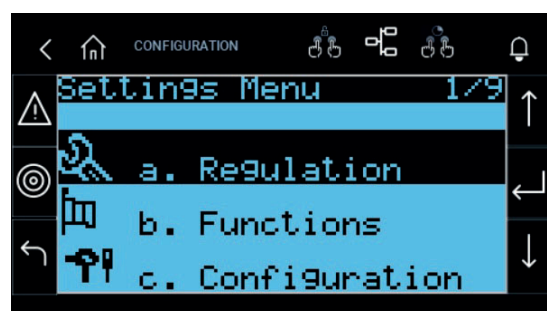 CONFIGURATION
Settings Menu 1/9
a. Regulation
b. Functions
c. Configuration